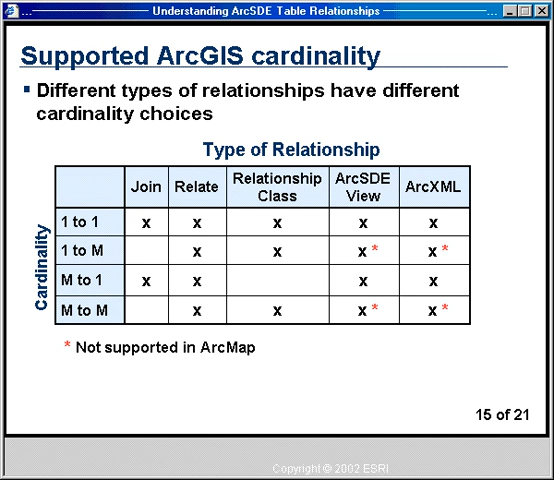 ... Understanding ArcSDE Table Relationships ...
Supported ArcGIS cardinality
▪ Different types of relationships have different
cardinality choices
Type of Relationship
Join Relate Relationship Class ArcSDE View ArcXML
Cardinality
1 to 1 x x x x x
1 to M x x x * x *
M to 1 x x x x
M to M x x x * x *
* Not supported in ArcMap
15 of 21
Copyright © 2002 ESRI